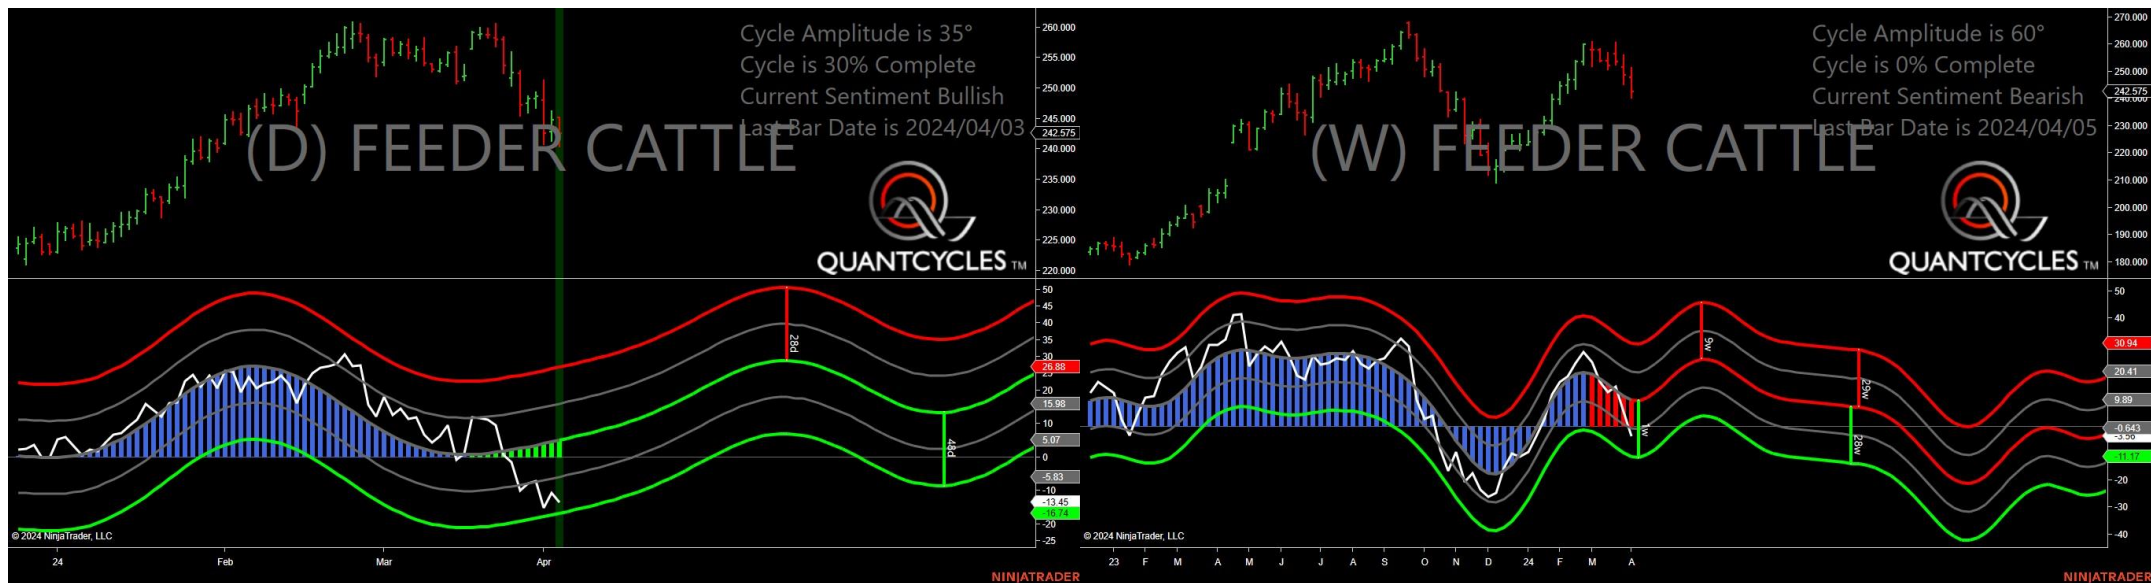 Cycle Amplitude is 35°
Cycle is 30% Complete
Current Sentiment Bullish
Last Bar Date is 2024/04/03
(D) FEEDER CATTLE
QUANTCYCLES TM
260.000
255.000
250.000
245.000
242.575
240.000
235.000
230.000
225.000
220.000
50
45
40
35
30
26.88
25
20
15.98
10
5.07
0
-5.83
-10
-13.45
-16.74
-20
-25
28d
48d
© 2024 NinjaTrader, LLC
24
Feb
Mar
Apr
NINJATRADER
Cycle Amplitude is 60°
Cycle is 0% Complete
Current Sentiment Bearish
Last Bar Date is 2024/04/05
(W) FEEDER CATTLE
QUANTCYCLES TM
270.000
260.000
250.000
242.575
240.000
230.000
220.000
210.000
200.000
190.000
180.000
50
40
30.94
20.41
9.89
-0.643
-3.56
-11.17
-20
-30
-40
1w
9w
29w
28w
© 2024 NinjaTrader, LLC
23
F
M
A
M
J
J
A
S
O
N
D
24
F
M
A
NINJATRADER